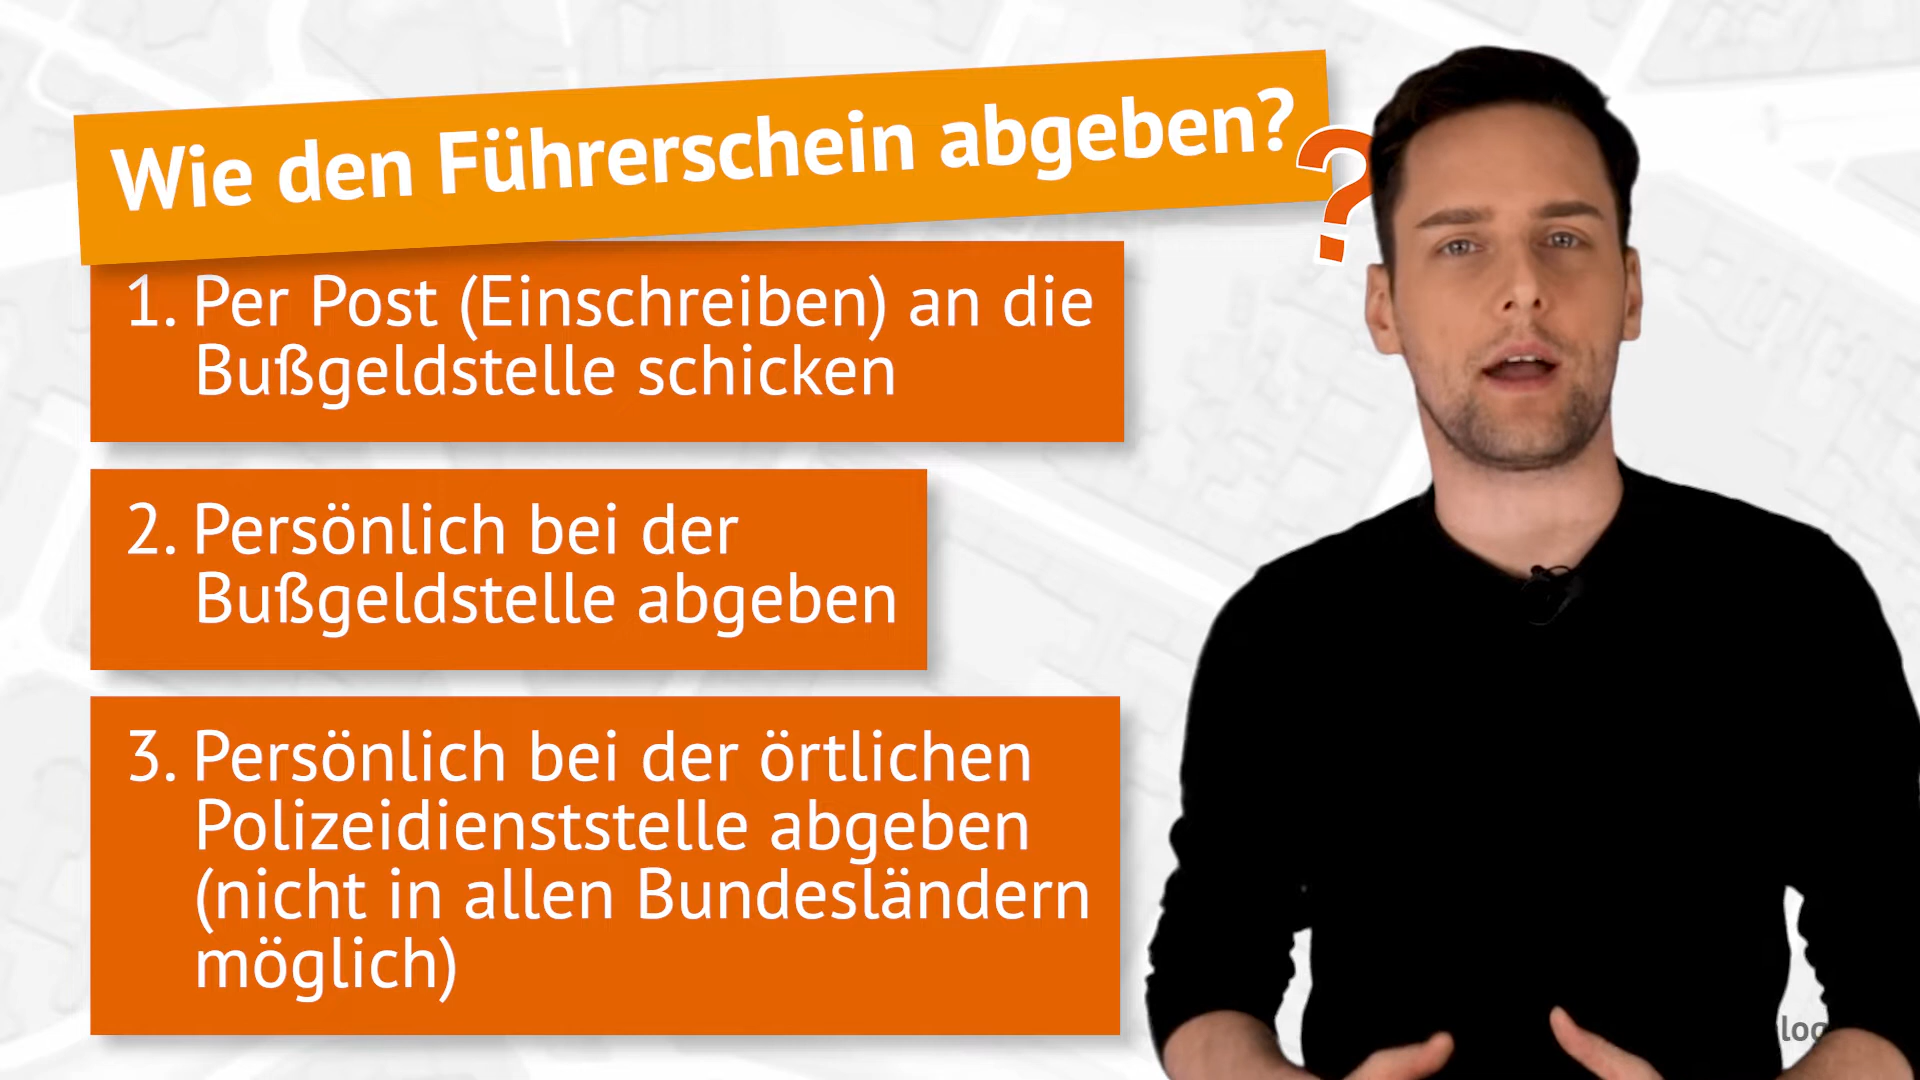 Wie den Führerschein abgeben?
?
1. Per Post (Einschreiben) an die
Bußgeldstelle schicken
2. Persönlich bei der
Bußgeldstelle abgeben
3. Persönlich bei der örtlichen
Polizeidienststelle abgeben
(nicht in allen Bundesländern
möglich)